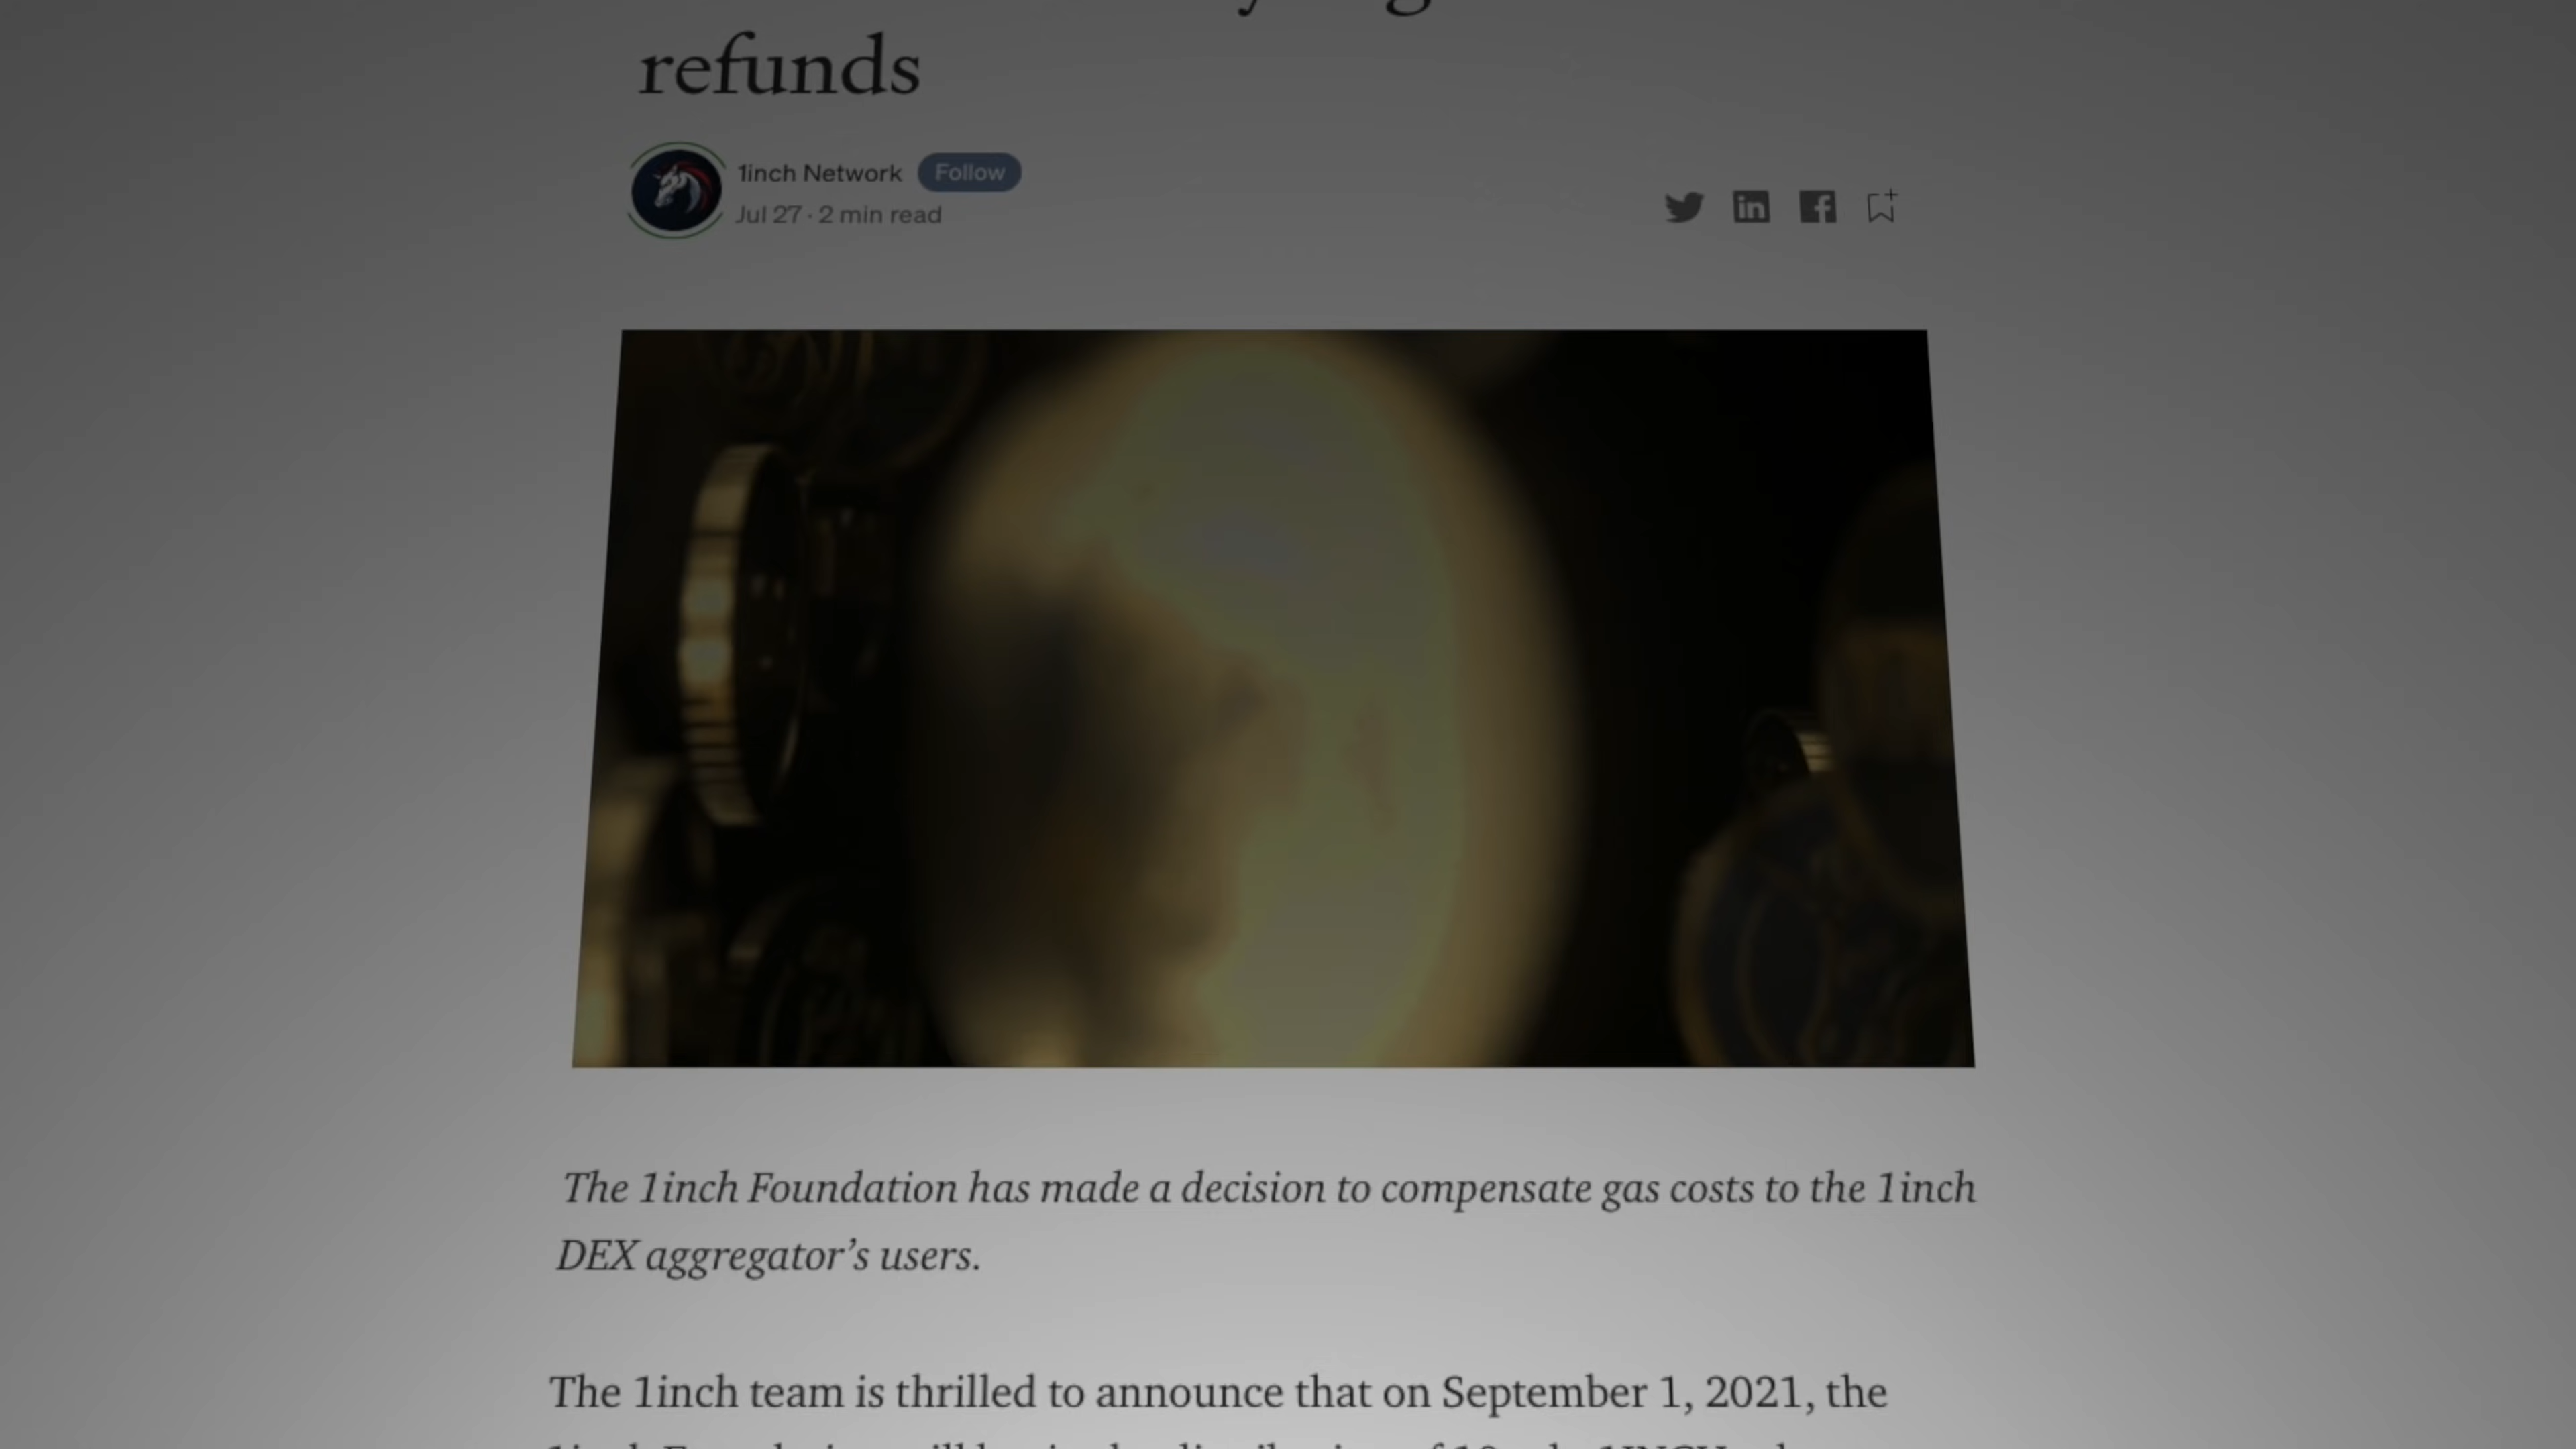 refunds
1inch Network Follow
Jul 27 · 2 min read
The 1inch Foundation has made a decision to compensate gas costs to the 1inch
DEX aggregator's users.
The 1inch team is thrilled to announce that on September 1, 2021, the